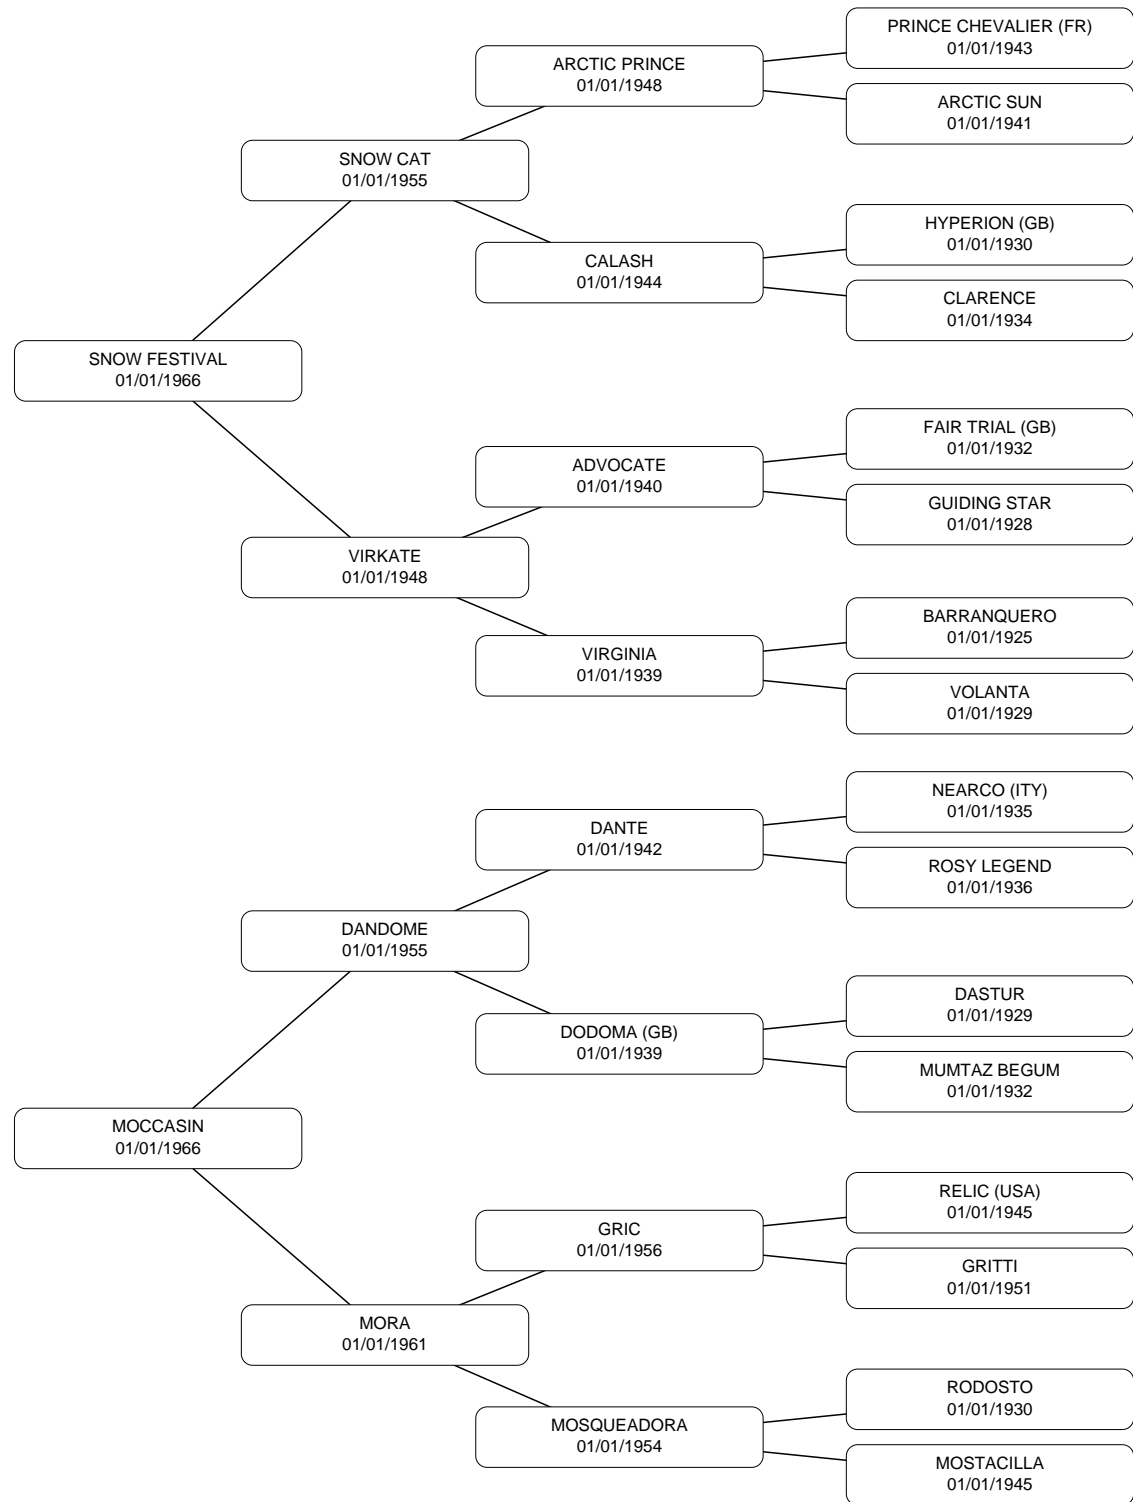 PRINCE CHEVALIER (FR)
01/01/1943
ARCTIC PRINCE
01/01/1948
ARCTIC SUN
01/01/1941
SNOW CAT
01/01/1955
HYPERION (GB)
01/01/1930
CALASH
01/01/1944
CLARENCE
01/01/1934
SNOW FESTIVAL
01/01/1966
FAIR TRIAL (GB)
01/01/1932
ADVOCATE
01/01/1940
GUIDING STAR
01/01/1928
VIRKATE
01/01/1948
BARRANQUERO
01/01/1925
VIRGINIA
01/01/1939
VOLANTA
01/01/1929
NEARCO (ITY)
01/01/1935
DANTE
01/01/1942
ROSY LEGEND
01/01/1936
DANDOME
01/01/1955
DASTUR
01/01/1929
DODOMA (GB)
01/01/1939
MUMTAZ BEGUM
01/01/1932
MOCCASIN
01/01/1966
RELIC (USA)
01/01/1945
GRIC
01/01/1956
GRITTI
01/01/1951
MORA
01/01/1961
RODOSTO
01/01/1930
MOSQUEADORA
01/01/1954
MOSTACILLA
01/01/1945